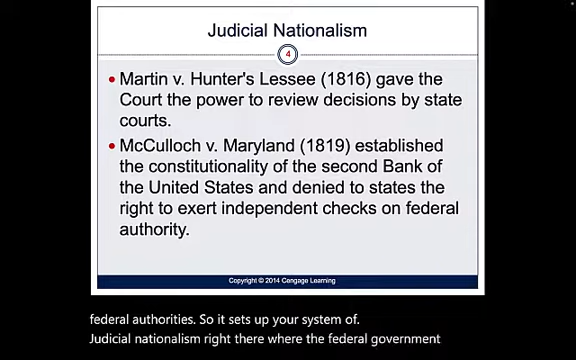 Judicial Nationalism
4
• Martin v. Hunter's Lessee (1816) gave the
Court the power to review decisions by state
courts.
• McCulloch v. Maryland (1819) established
the constitutionality of the second Bank of
the United States and denied to states the
right to exert independent checks on federal
authority.
Copyright © 2014 Cengage Learning
federal authorities. So it sets up your system of.
Judicial nationalism right there where the federal government